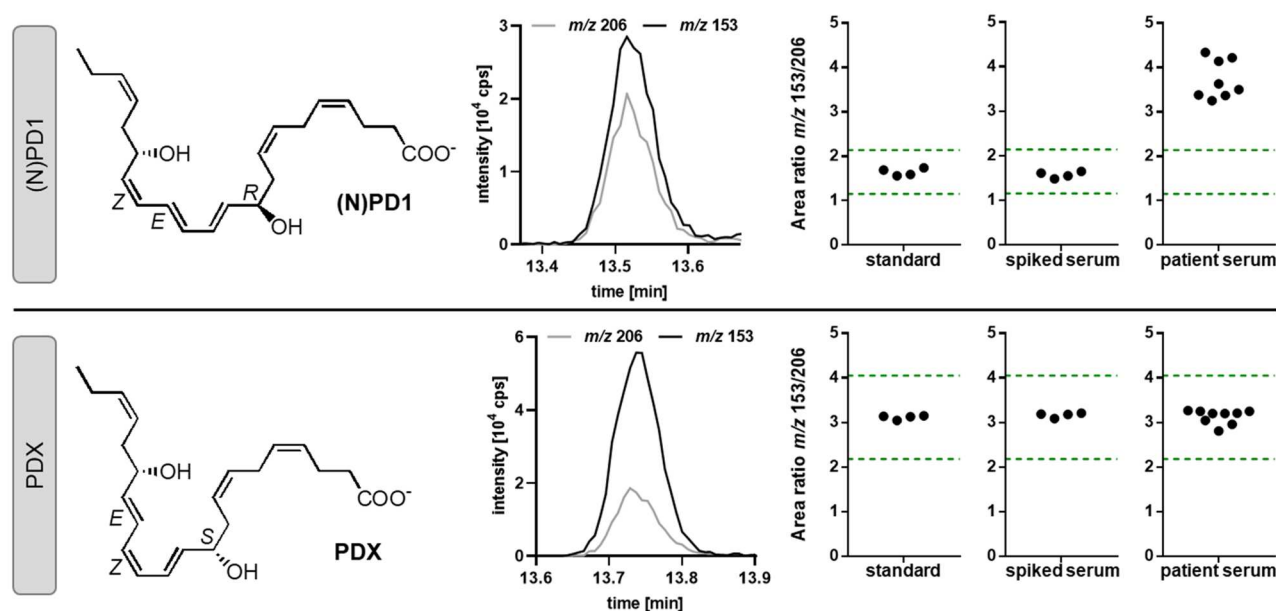 (N)PD1
OH
Z
E
R
OH
COO⁻
(N)PD1
m/z 206 m/z 153
intensity [10⁴ cps]
3
2
1
0
13.4 13.5 13.6
time [min]
Area ratio m/z 153/206
5
4
3
2
1
0
standard
5
4
3
2
1
0
spiked serum
5
4
3
2
1
0
patient serum
PDX
OH
E
Z
S
OH
COO⁻
PDX
m/z 206 m/z 153
intensity [10⁴ cps]
6
4
2
0
13.6 13.7 13.8 13.9
time [min]
Area ratio m/z 153/206
5
4
3
2
1
0
standard
5
4
3
2
1
0
spiked serum
5
4
3
2
1
0
patient serum